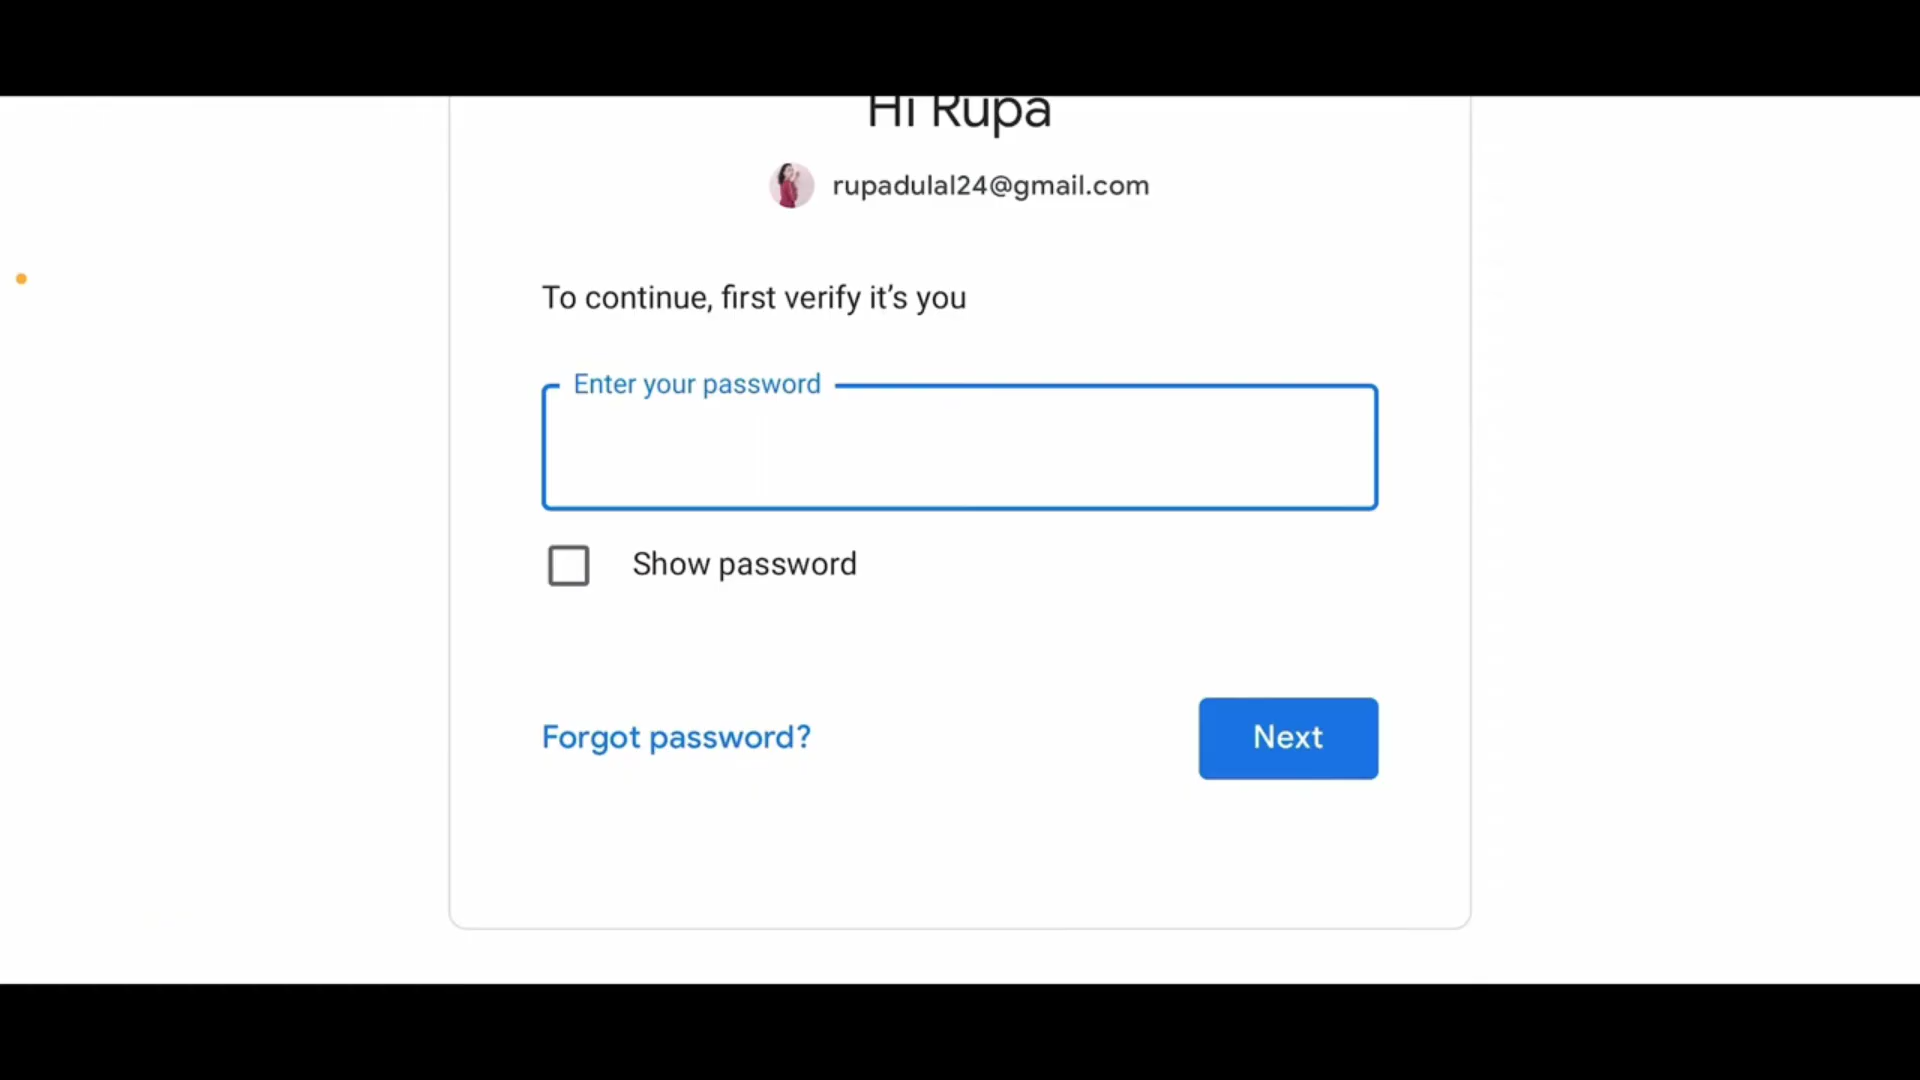 Hi Rupa
rupadulal24@gmail.com
To continue, first verify it’s you
Enter your password
Show password
Forgot password?
Next